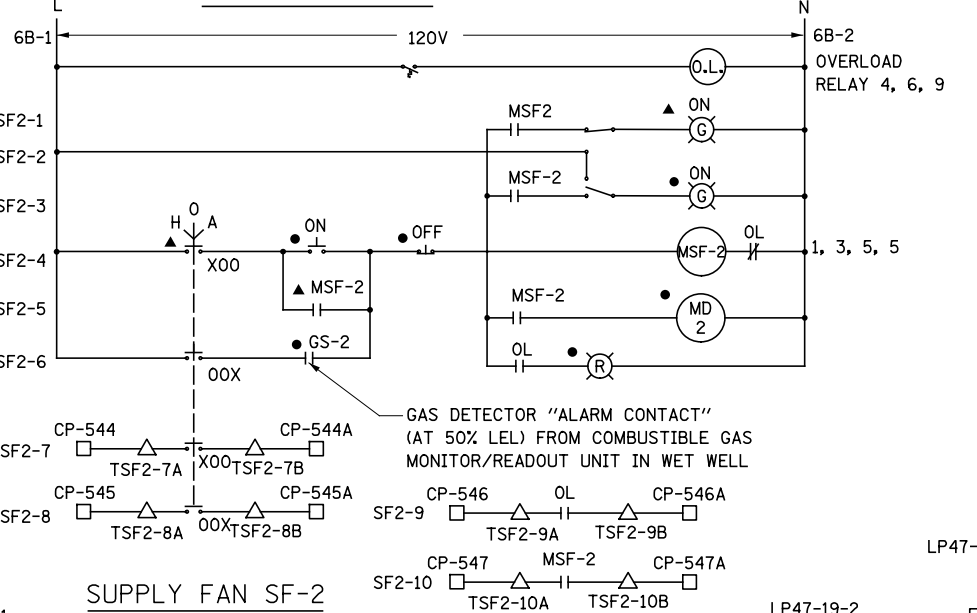 L N
6B-1 120V 6B-2
O.L. OVERLOAD
RELAY 4, 6, 9
SF2-1 MSF2 ON
G
SF2-2
SF2-3 MSF-2 ON
G
H O A
SF2-4 X00 ON OFF MSF-2 OL 1, 3, 5, 5
SF2-5 MSF-2 MSF-2 MD
2
SF2-6 00X GS-2 OL R
GAS DETECTOR "ALARM CONTACT"
(AT 50% LEL) FROM COMBUSTIBLE GAS
MONITOR/READOUT UNIT IN WET WELL
CP-544 CP-544A
SF2-7 TSF2-7A X00 TSF2-7B
CP-545 CP-545A
SF2-8 TSF2-8A 00X TSF2-8B
CP-546 OL CP-546A
SF2-9 TSF2-9A TSF2-9B
CP-547 MSF-2 CP-547A
SF2-10 TSF2-10A TSF2-10B
LP47-
SUPPLY FAN SF-2
LP47-19-2